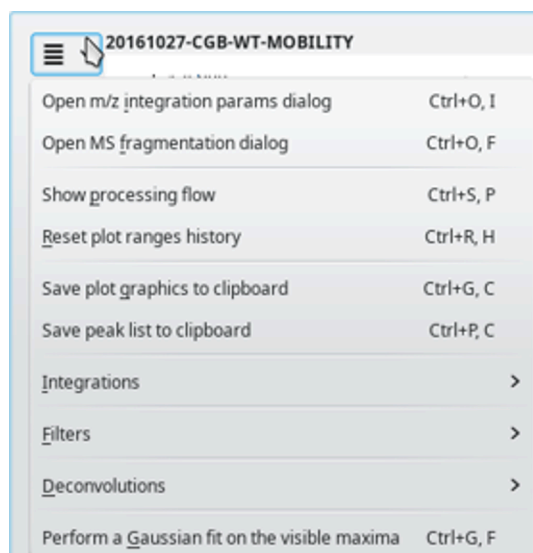 20161027-CGB-WT-MOBILITY
Open m/z integration params dialog Ctrl+O, I
Open MS fragmentation dialog Ctrl+O, F
Show processing flow Ctrl+S, P
Reset plot ranges history Ctrl+R, H
Save plot graphics to clipboard Ctrl+G, C
Save peak list to clipboard Ctrl+P, C
Integrations
Filters
Deconvolutions
Perform a Gaussian fit on the visible maxima Ctrl+G, F